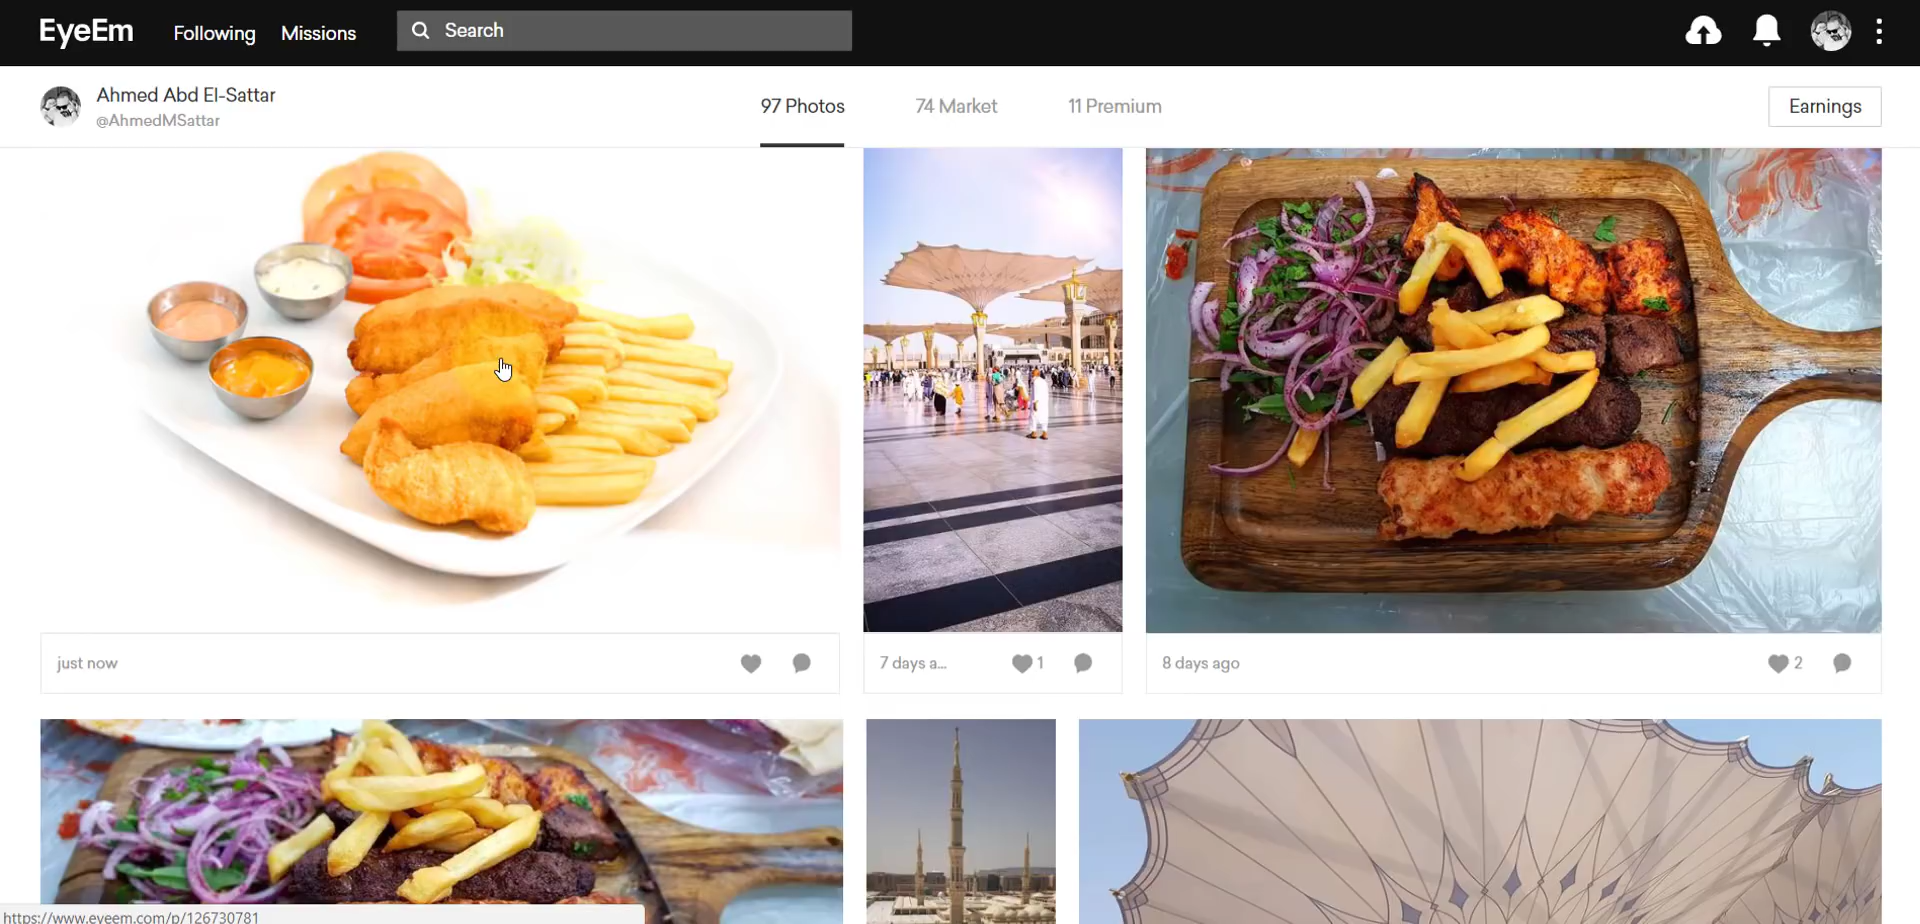 EyeEm Following Missions Search
Ahmed Abd El-Sattar
@AhmedMSattar
97 Photos 74 Market 11 Premium Earnings
just now
7 days a... 1
8 days ago 2
https://www.eyeem.com/p/126730781